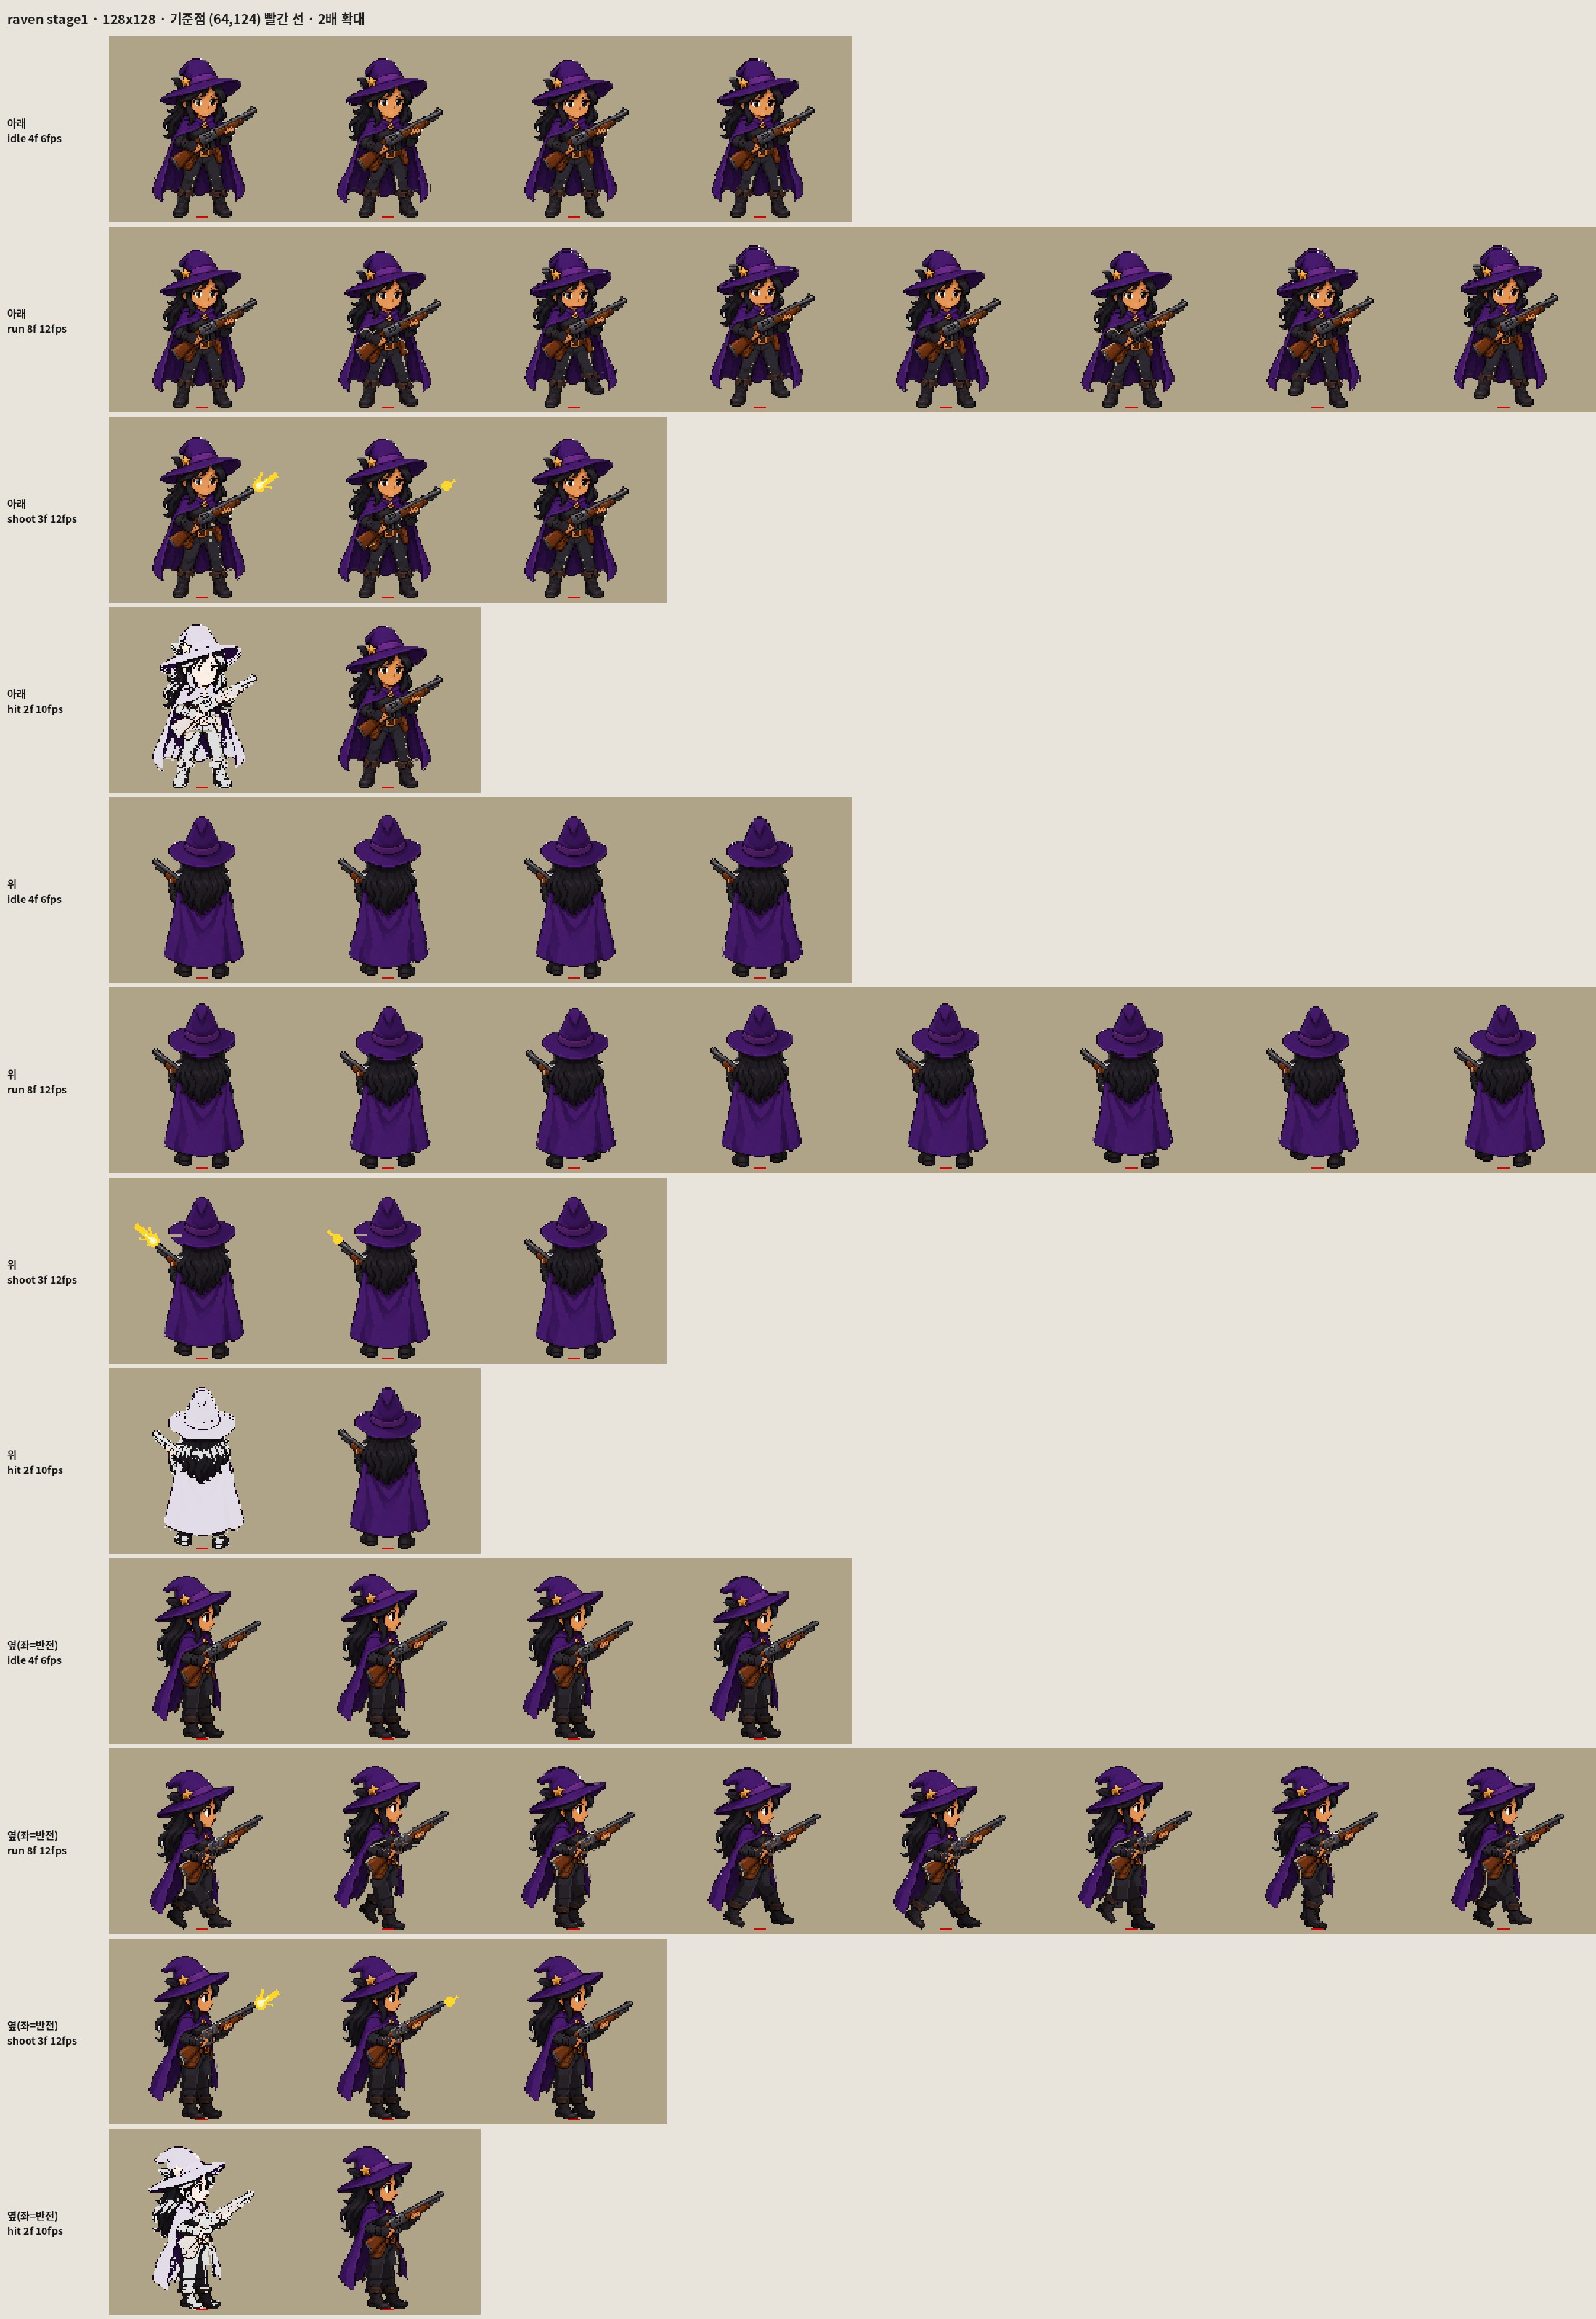 raven stage1 · 128x128 · 기준점 (64,124) 빨간 선 · 2배 확대
아래
idle 4f 6fps
아래
run 8f 12fps
아래
shoot 3f 12fps
아래
hit 2f 10fps
위
idle 4f 6fps
위
run 8f 12fps
위
shoot 3f 12fps
위
hit 2f 10fps
옆(좌=반전)
idle 4f 6fps
옆(좌=반전)
run 8f 12fps
옆(좌=반전)
shoot 3f 12fps
옆(좌=반전)
hit 2f 10fps